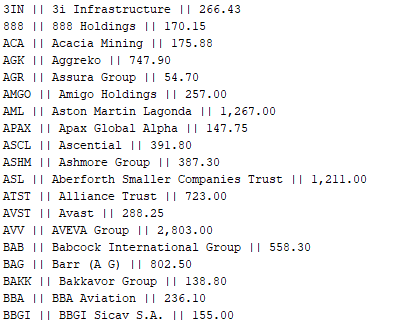 3IN || 3i Infrastructure || 266.43
888 || 888 Holdings || 170.15
ACA || Acacia Mining || 175.88
AGK || Aggreko || 747.90
AGR || Assura Group || 54.70
AMGO || Amigo Holdings || 257.00
AML || Aston Martin Lagonda || 1,267.00
APAX || Apax Global Alpha || 147.75
ASCL || Ascential || 391.80
ASHM || Ashmore Group || 387.30
ASL || Aberforth Smaller Companies Trust || 1,211.00
ATST || Alliance Trust || 723.00
AVST || Avast || 288.25
AVV || AVEVA Group || 2,803.00
BAB || Babcock International Group || 558.30
BAG || Barr (A G) || 802.50
BAKK || Bakkavor Group || 138.80
BBA || BBA Aviation || 236.10
BBGI || BBGI Sicav S.A. || 155.00